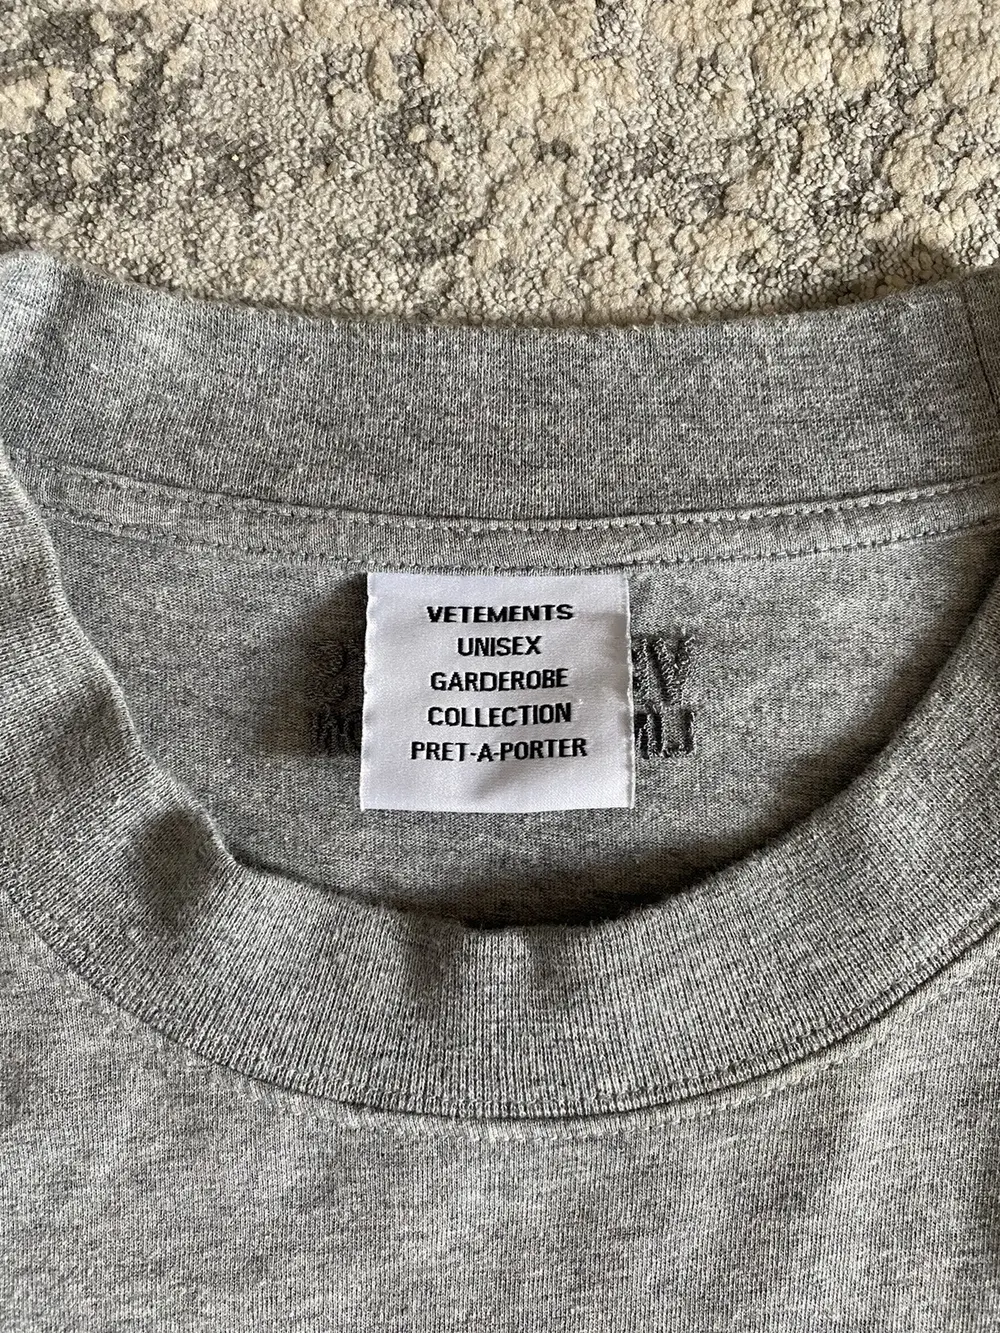 VETEMENTS
UNISEX
GARDEROBE
COLLECTION
PRET-A-PORTER